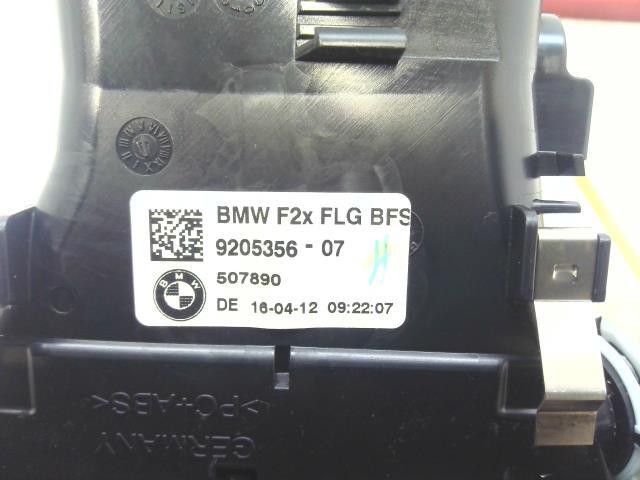 BMW F2x FLG BFS
9205356 - 07
H
507890
BMW
DE 16-04-12 09:22:07
>PC+ABS<
GERMANY